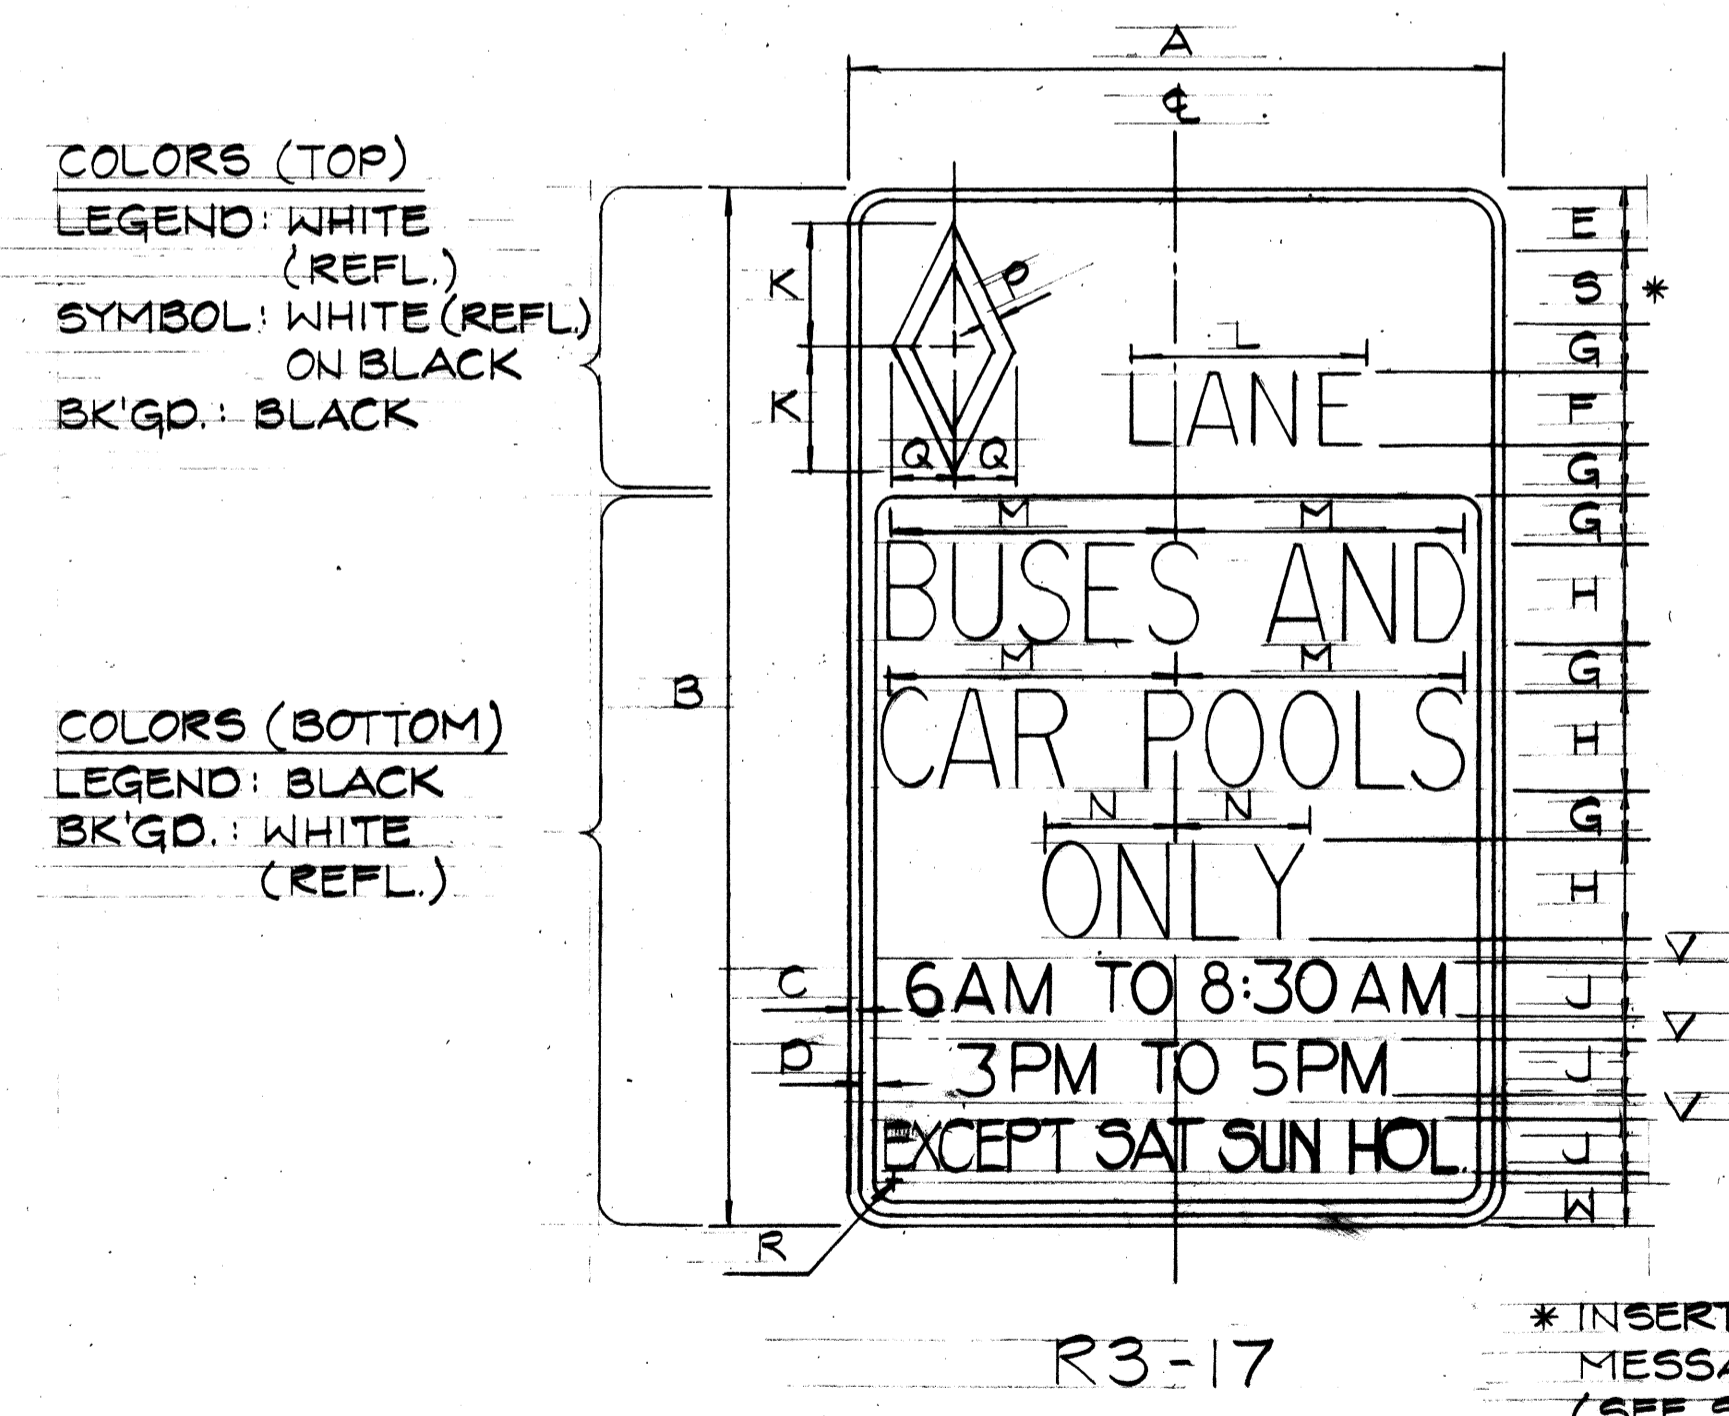 A
℄
COLORS (TOP)
LEGEND: WHITE
(REFL.)
SYMBOL: WHITE (REFL.)
ON BLACK
BK'GD.: BLACK
E
S *
G
F
G
G
H
G
H
G
H
V
J
V
J
V
J
W
K
K
P
L
LANE
Q Q
M M
BUSES AND
M M
CAR POOLS
N N
ONLY
6AM TO 8:30AM
3PM TO 5PM
EXCEPT SAT SUN HOL.
B
COLORS (BOTTOM)
LEGEND: BLACK
BK'GD.: WHITE
(REFL.)
C
D
R
R3-17
* INSERT
MESSA
(SEE